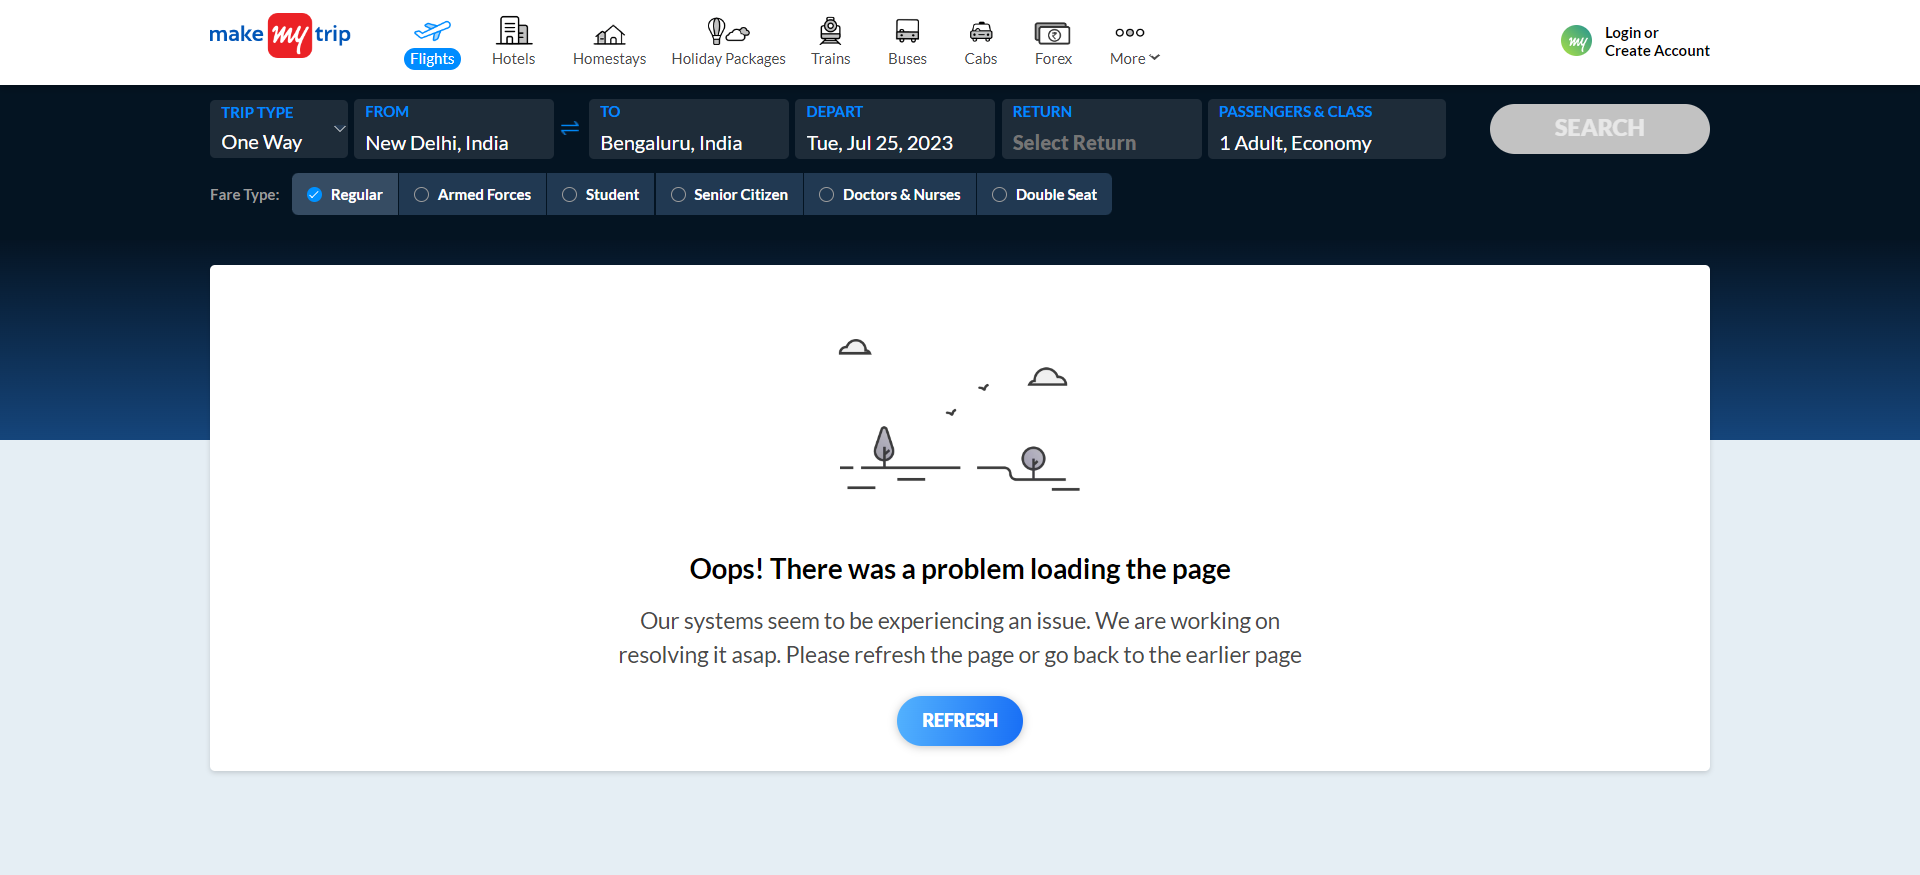 make my trip
Flights
Hotels
Homestays
Holiday Packages
Trains
Buses
Cabs
Forex
More
my
Login or
Create Account
TRIP TYPE
One Way
FROM
New Delhi, India
TO
Bengaluru, India
DEPART
Tue, Jul 25, 2023
RETURN
Select Return
PASSENGERS & CLASS
1 Adult, Economy
SEARCH
Fare Type:
Regular
Armed Forces
Student
Senior Citizen
Doctors & Nurses
Double Seat
Oops! There was a problem loading the page
Our systems seem to be experiencing an issue. We are working on
resolving it asap. Please refresh the page or go back to the earlier page
REFRESH